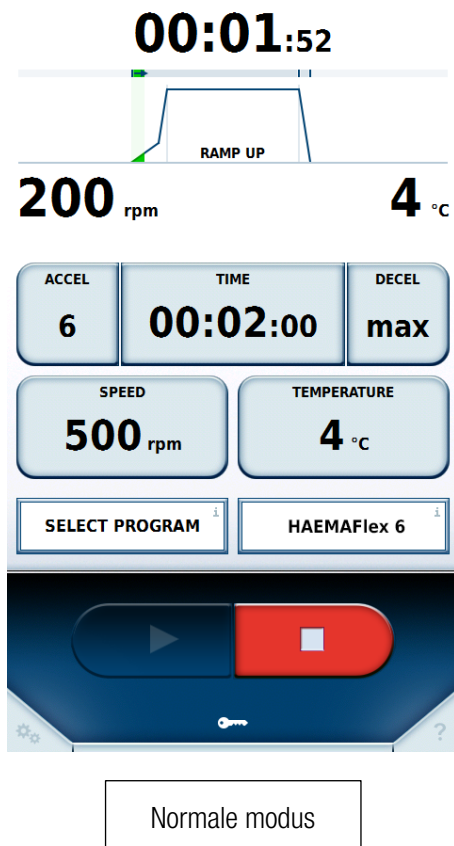 00:01:52
RAMP UP
200 rpm
4 °C
ACCEL
6
TIME
00:02:00
DECEL
max
SPEED
500 rpm
TEMPERATURE
4 °C
SELECT PROGRAM i
HAEMAFlex 6 i
?
Normale modus